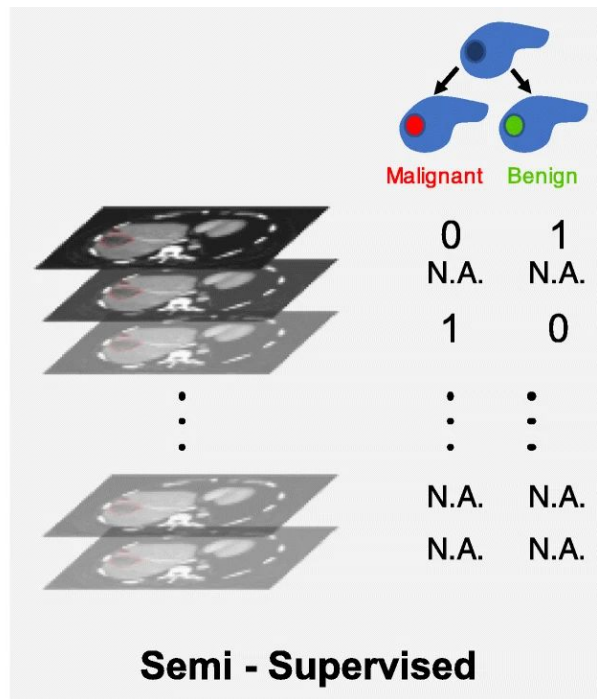 Malignant Benign
0 1
N.A. N.A.
1 0
N.A. N.A.
N.A. N.A.
Semi - Supervised